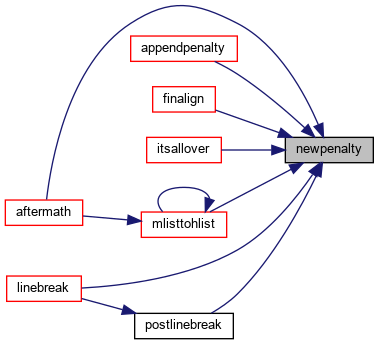 appendpenalty
finalign
itsallover
newpenalty
aftermath
mlisttohlist
linebreak
postlinebreak